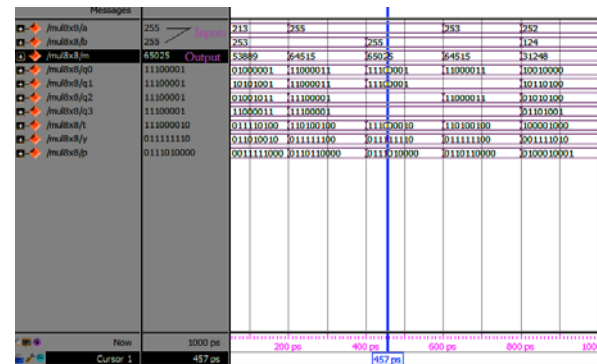 Messages
/mul8x8/a 255 Inputs 213 255 253 252
/mul8x8/b 255 253 255 124
/mul8x8/m 65025 Output 53889 64515 65025 64515 31248
/mul8x8/q0 11100001 01000001 11000011 11100001 11000011 10010000
/mul8x8/q1 11100001 10101001 11000011 11100001 10110100
/mul8x8/q2 11100001 01001011 11100001 11000011 01010100
/mul8x8/q3 11100001 11000011 11100001 01101001
/mul8x8/t 111000010 011110100 110100100 111000010 110100100 100001000
/mul8x8/y 011111110 011010010 011111100 011111110 011111100 001111010
/mul8x8/p 0111010000 0011111000 0110110000 0111010000 0110110000 0100010001
Now 1000 ps 200 ps 400 ps 600 ps 800 ps 100
Cursor 1 457 ps 457 ps